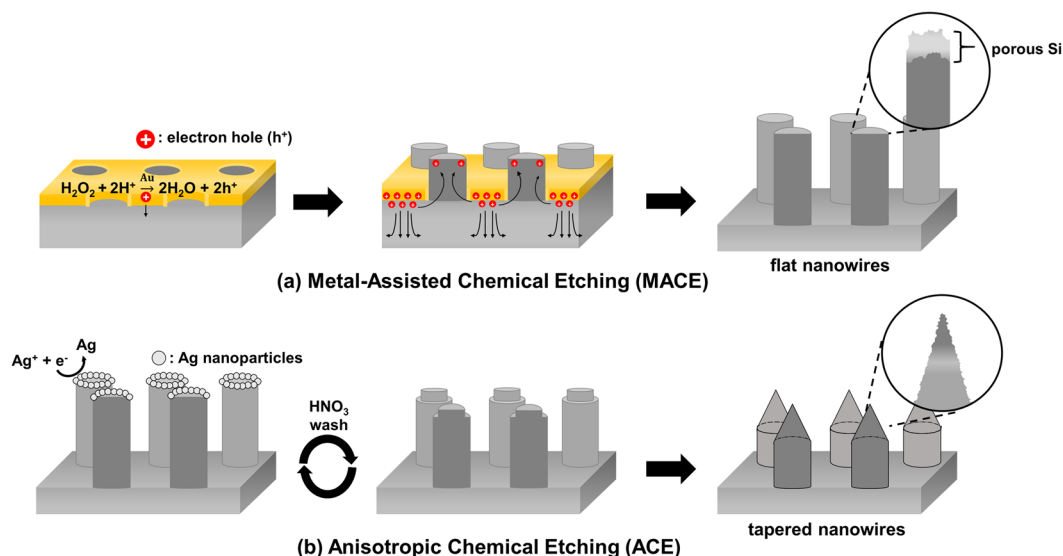 ⊕ : electron hole (h⁺)
Au
H₂O₂ + 2H⁺ → 2H₂O + 2h⁺
porous Si
flat nanowires
(a) Metal-Assisted Chemical Etching (MACE)
Ag
Ag⁺ + e⁻
: Ag nanoparticles
HNO₃
wash
tapered nanowires
(b) Anisotropic Chemical Etching (ACE)